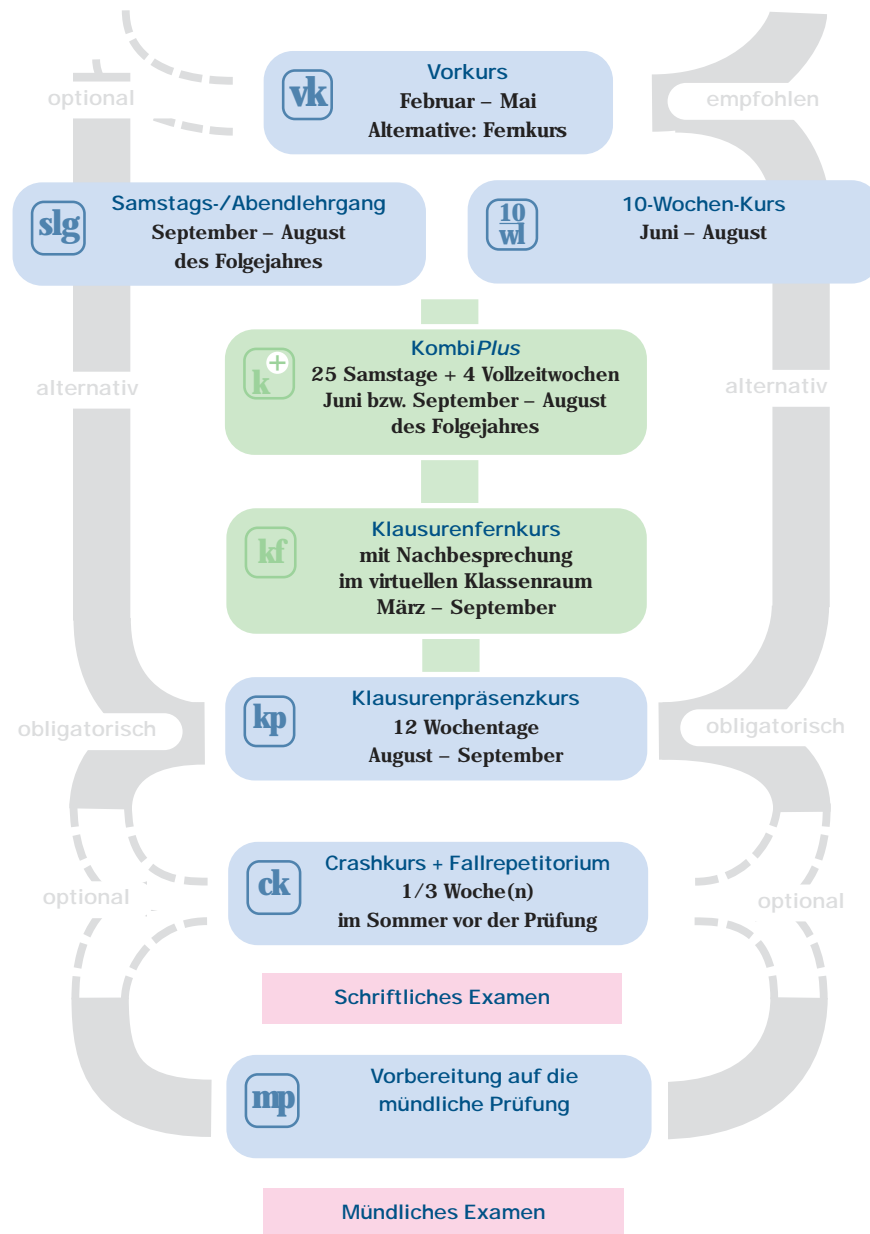 vk
Vorkurs
Februar – Mai
Alternative: Fernkurs
optional
empfohlen
slg
Samstags-/Abendlehrgang
September – August
des Folgejahres
10
wl
10-Wochen-Kurs
Juni – August
k+
KombiPlus
25 Samstage + 4 Vollzeitwochen
Juni bzw. September – August
des Folgejahres
alternativ
alternativ
kf
Klausurenfernkurs
mit Nachbesprechung
im virtuellen Klassenraum
März – September
kp
Klausurenpräsenzkurs
12 Wochentage
August – September
obligatorisch
obligatorisch
ck
Crashkurs + Fallrepetitorium
1/3 Woche(n)
im Sommer vor der Prüfung
optional
optional
Schriftliches Examen
mp
Vorbereitung auf die
mündliche Prüfung
Mündliches Examen